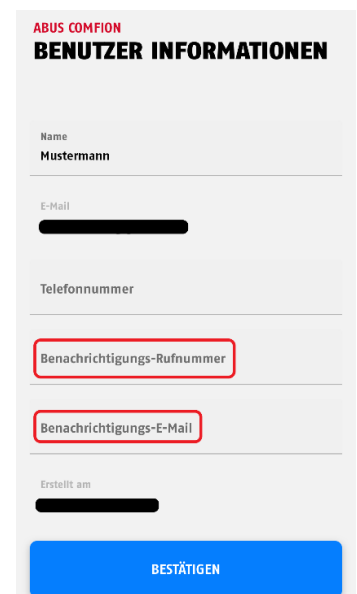 ABUS COMFION
BENUTZER INFORMATIONEN
Name
Mustermann
E-Mail
Telefonnummer
Benachrichtigungs-Rufnummer
Benachrichtigungs-E-Mail
Erstellt am
BESTÄTIGEN